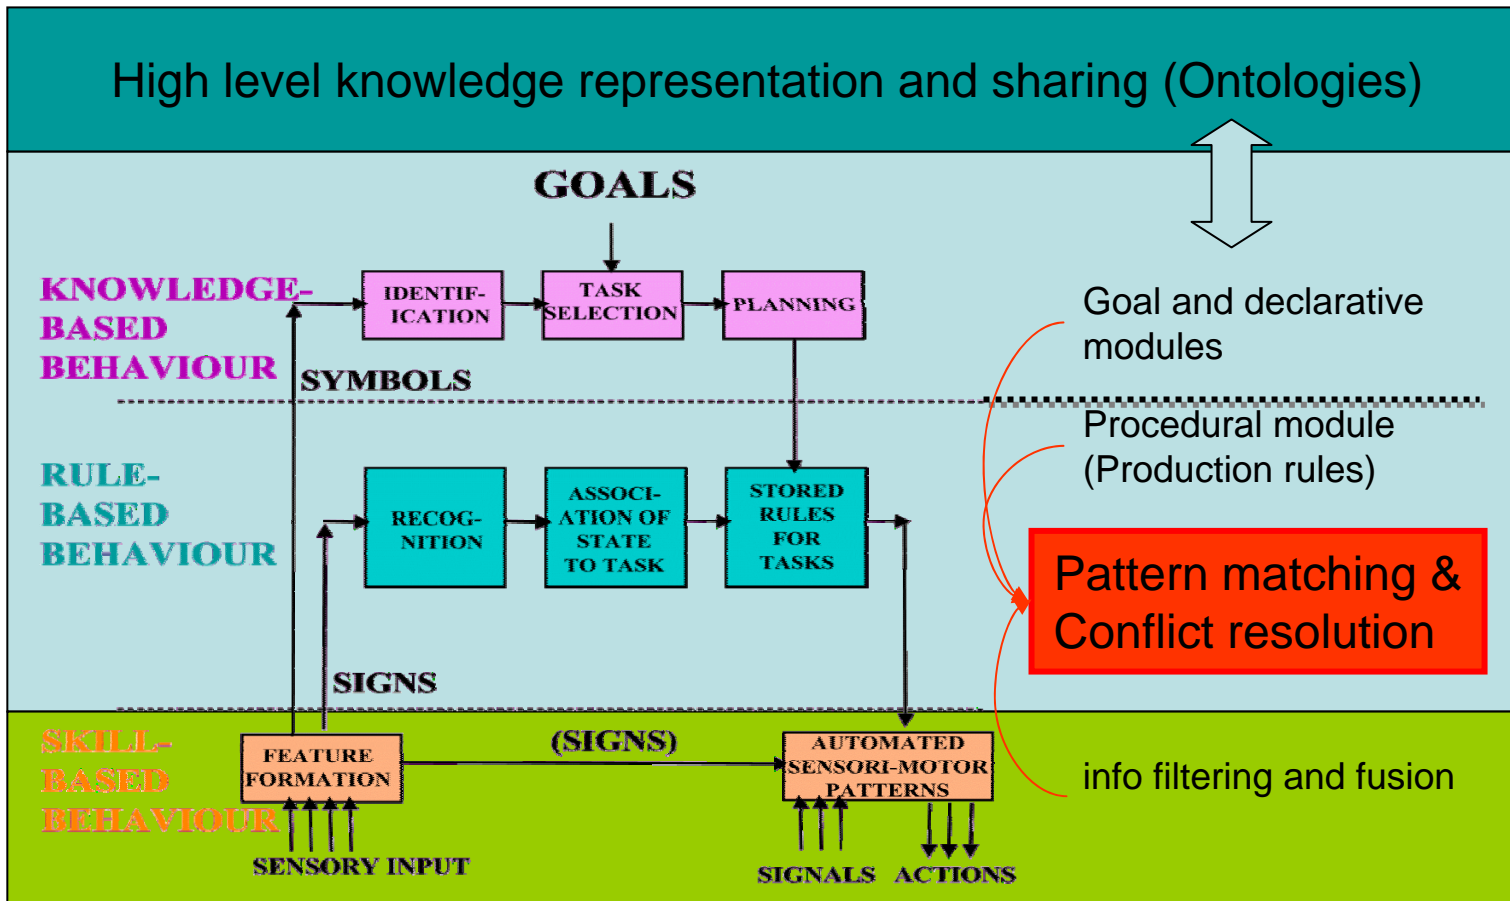 High level knowledge representation and sharing (Ontologies)
GOALS
KNOWLEDGE-
BASED
BEHAVIOUR
IDENTIF-
ICATION
TASK
SELECTION
PLANNING
Goal and declarative
modules
SYMBOLS
Procedural module
(Production rules)
RULE-
BASED
BEHAVIOUR
RECOG-
NITION
ASSOCI-
ATION OF
STATE
TO TASK
STORED
RULES
FOR
TASKS
Pattern matching &
Conflict resolution
SIGNS
SKILL-
BASED
BEHAVIOUR
FEATURE
FORMATION
(SIGNS)
AUTOMATED
SENSORI-MOTOR
PATTERNS
info filtering and fusion
SENSORY INPUT
SIGNALS
ACTIONS